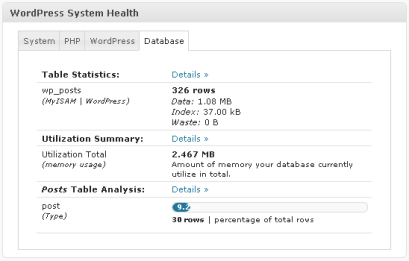 WordPress System Health
System PHP WordPress Database
Table Statistics: Details »
wp_posts 326 rows
(MyISAM | WordPress) Data: 1.08 MB
Index: 37.00 kB
Waste: 0 B
Utilization Summary: Details »
Utilization Total 2.467 MB
(memory usage) Amount of memory your database currently
utilize in total.
Posts Table Analysis: Details »
post 9.2
(Type) 30 rows | percentage of total rows